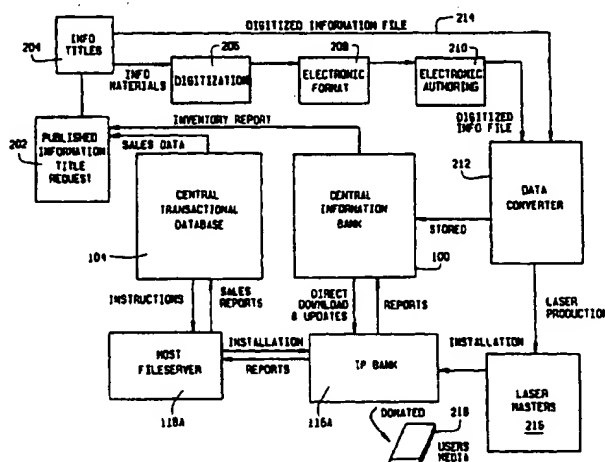 DIGITIZED INFORMATION FILE
214
204
INFO
TITLES
INFO
MATERIALS
206
DIGITIZATION
208
ELECTRONIC
FORMAT
210
ELECTRONIC
AUTHORING
DIGITIZED
INFO FILE
202
PUBLISHED
INFORMATION
TITLE
REQUEST
INVENTORY REPORT
SALES DATA
212
DATA
CONVERTER
CENTRAL
TRANSACTIONAL
DATABASE
104
CENTRAL
INFORMATION
BANK
100
STORED
INSTRUCTIONS
SALES
REPORTS
DIRECT
DOWNLOAD
& UPDATES
REPORTS
LASER
PRODUCTION
HOST
FILESERVER
118A
INSTALLATION
REPORTS
IP BANK
116A
INSTALLATION
LASER
MASTERS
216
DONATED
218
USERS
MEDIA